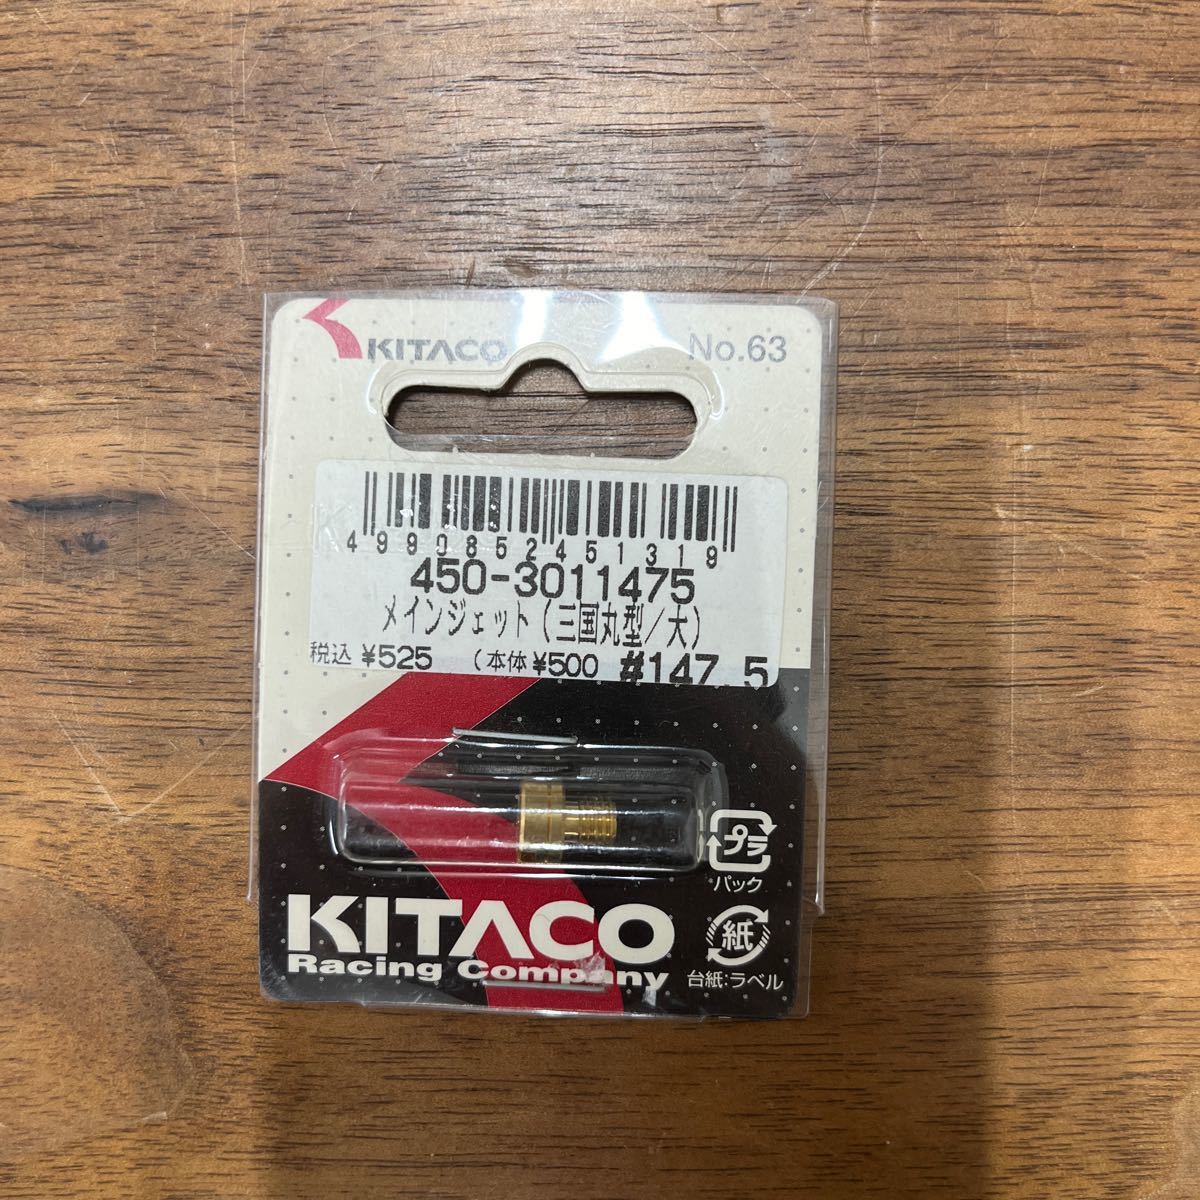 KITACO
No.63
4990852451319
450-3011475
メインジェット(三国丸型/大)
税込 ¥525 (本体 ¥500 #147.5
プラ
パック
KITACO
Racing Company
紙
台紙:ラベル